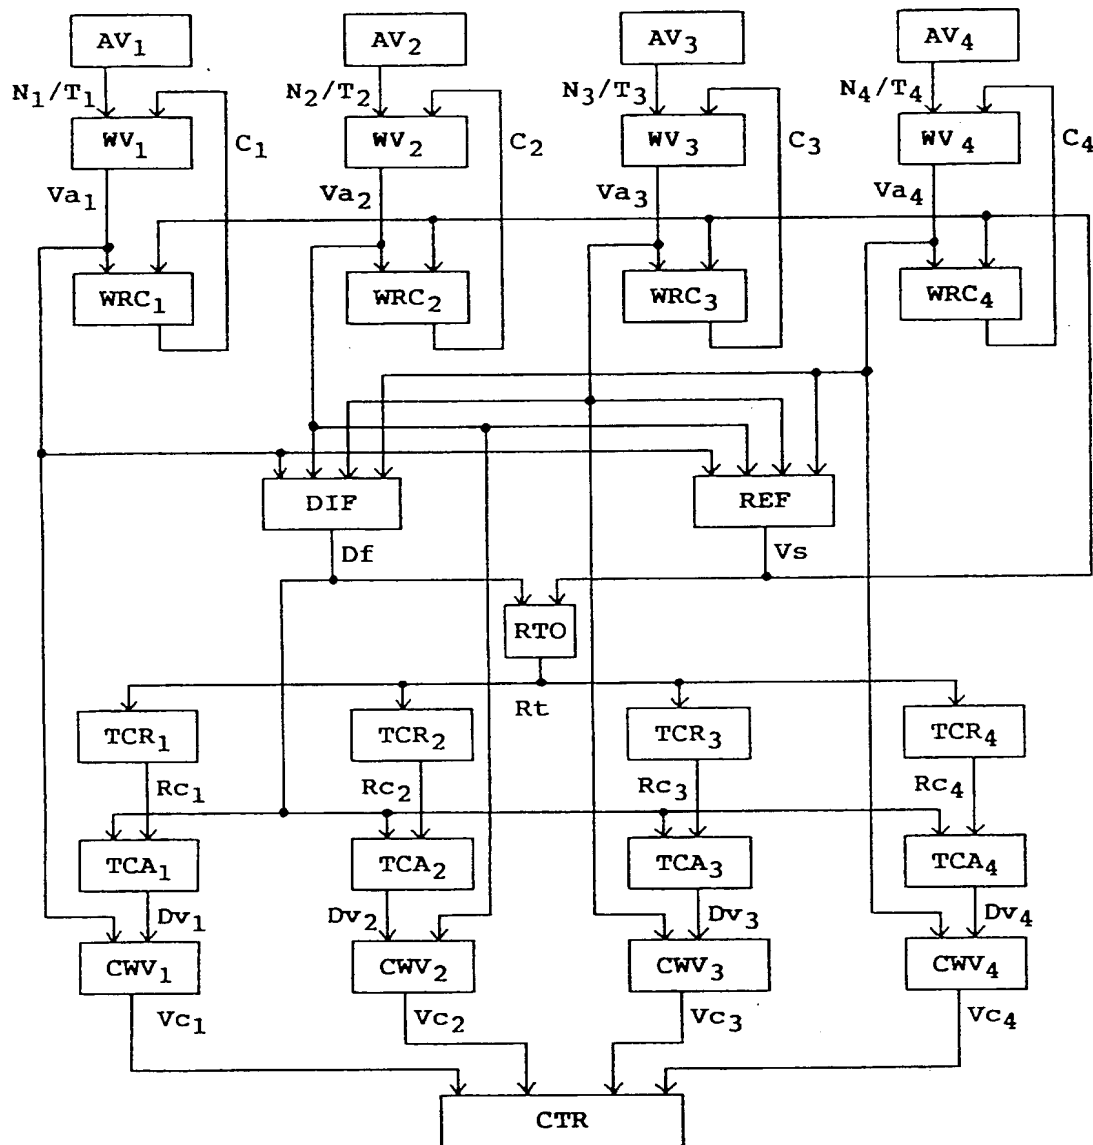 AV1 AV2 AV3 AV4
N1/T1 N2/T2 N3/T3 N4/T4
WV1 C1 WV2 C2 WV3 C3 WV4 C4
Va1 Va2 Va3 Va4
WRC1 WRC2 WRC3 WRC4
DIF REF
Df Vs
RTO
Rt
TCR1 TCR2 TCR3 TCR4
Rc1 Rc2 Rc3 Rc4
TCA1 TCA2 TCA3 TCA4
Dv1 Dv2 Dv3 Dv4
CWV1 CWV2 CWV3 CWV4
Vc1 Vc2 Vc3 Vc4
CTR